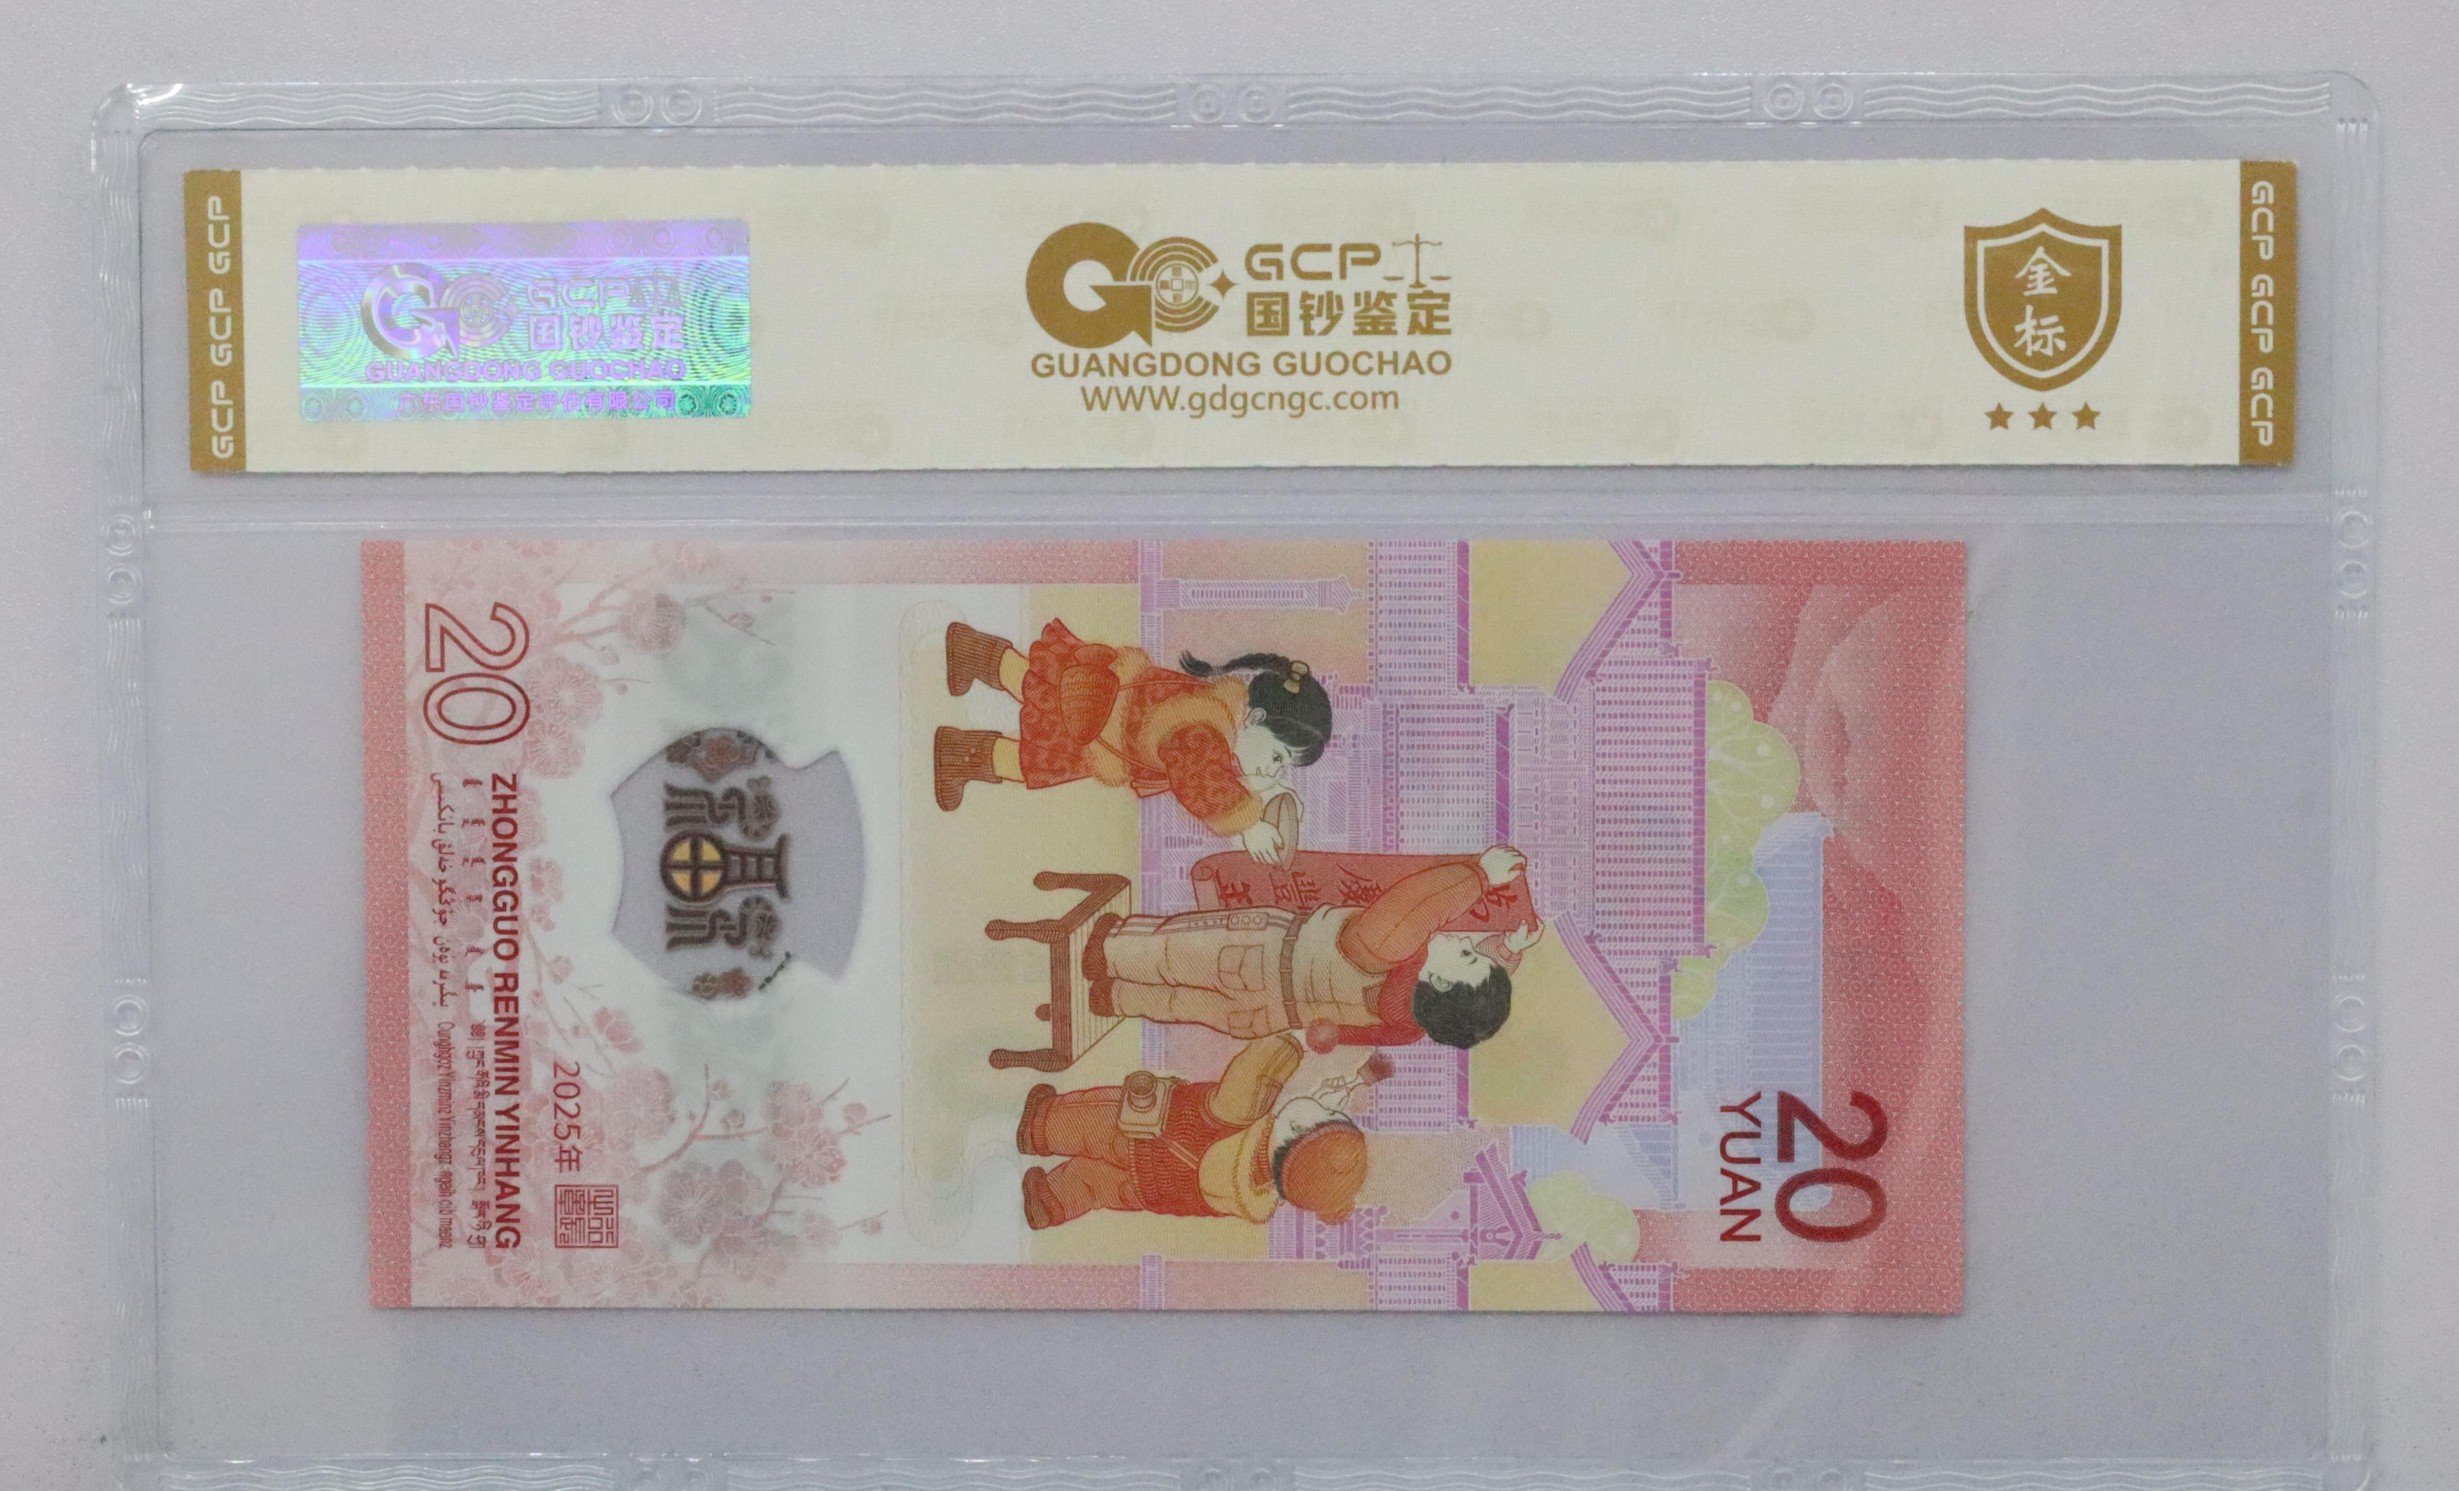 GCP GCP GCP
GCP
国钞鉴定
GUANGDONG GUOCHAO
广东国钞鉴定评估有限公司
GCP
国钞鉴定
GUANGDONG GUOCHAO
WWW.gdgcngc.com
金
标
GCP GCP GCP
20
YUAN
20
ZHONGGUO RENMIN YINHANG
2025年